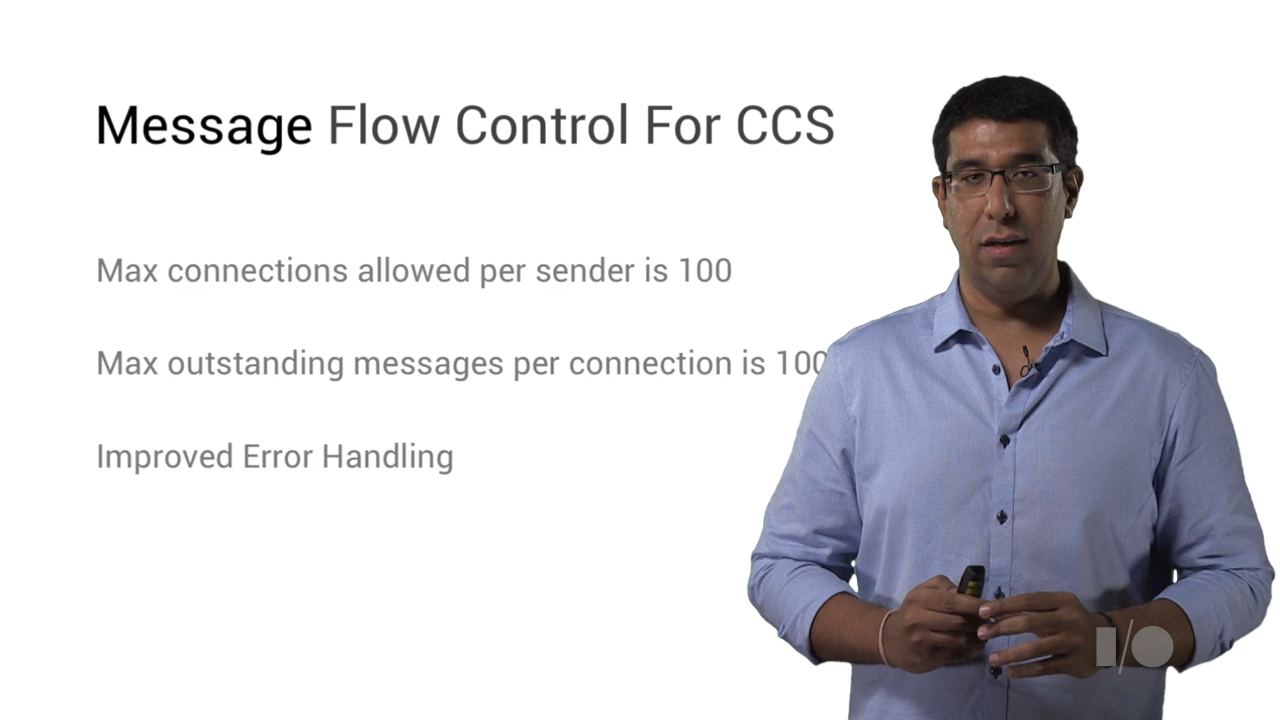 Message Flow Control For CCS
Max connections allowed per sender is 100
Max outstanding messages per connection is 100
Improved Error Handling
I/O